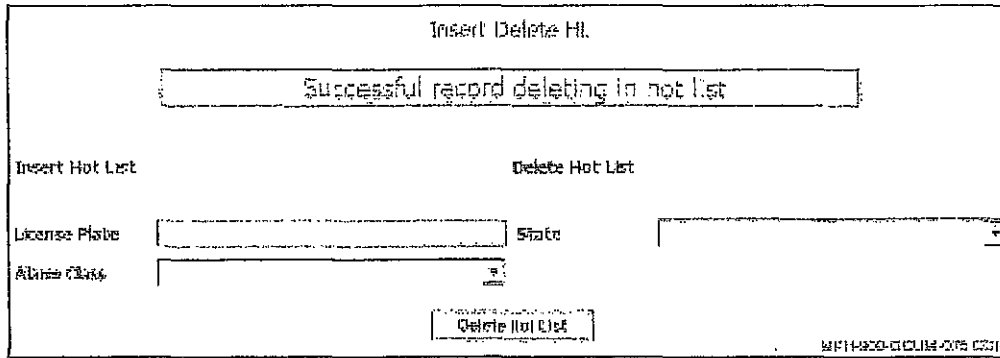 Insert Delete HL
Successful record deleting in hot list
Insert Hot List Delete Hot List
License Plate State
Alarm Class
Delete Hot List